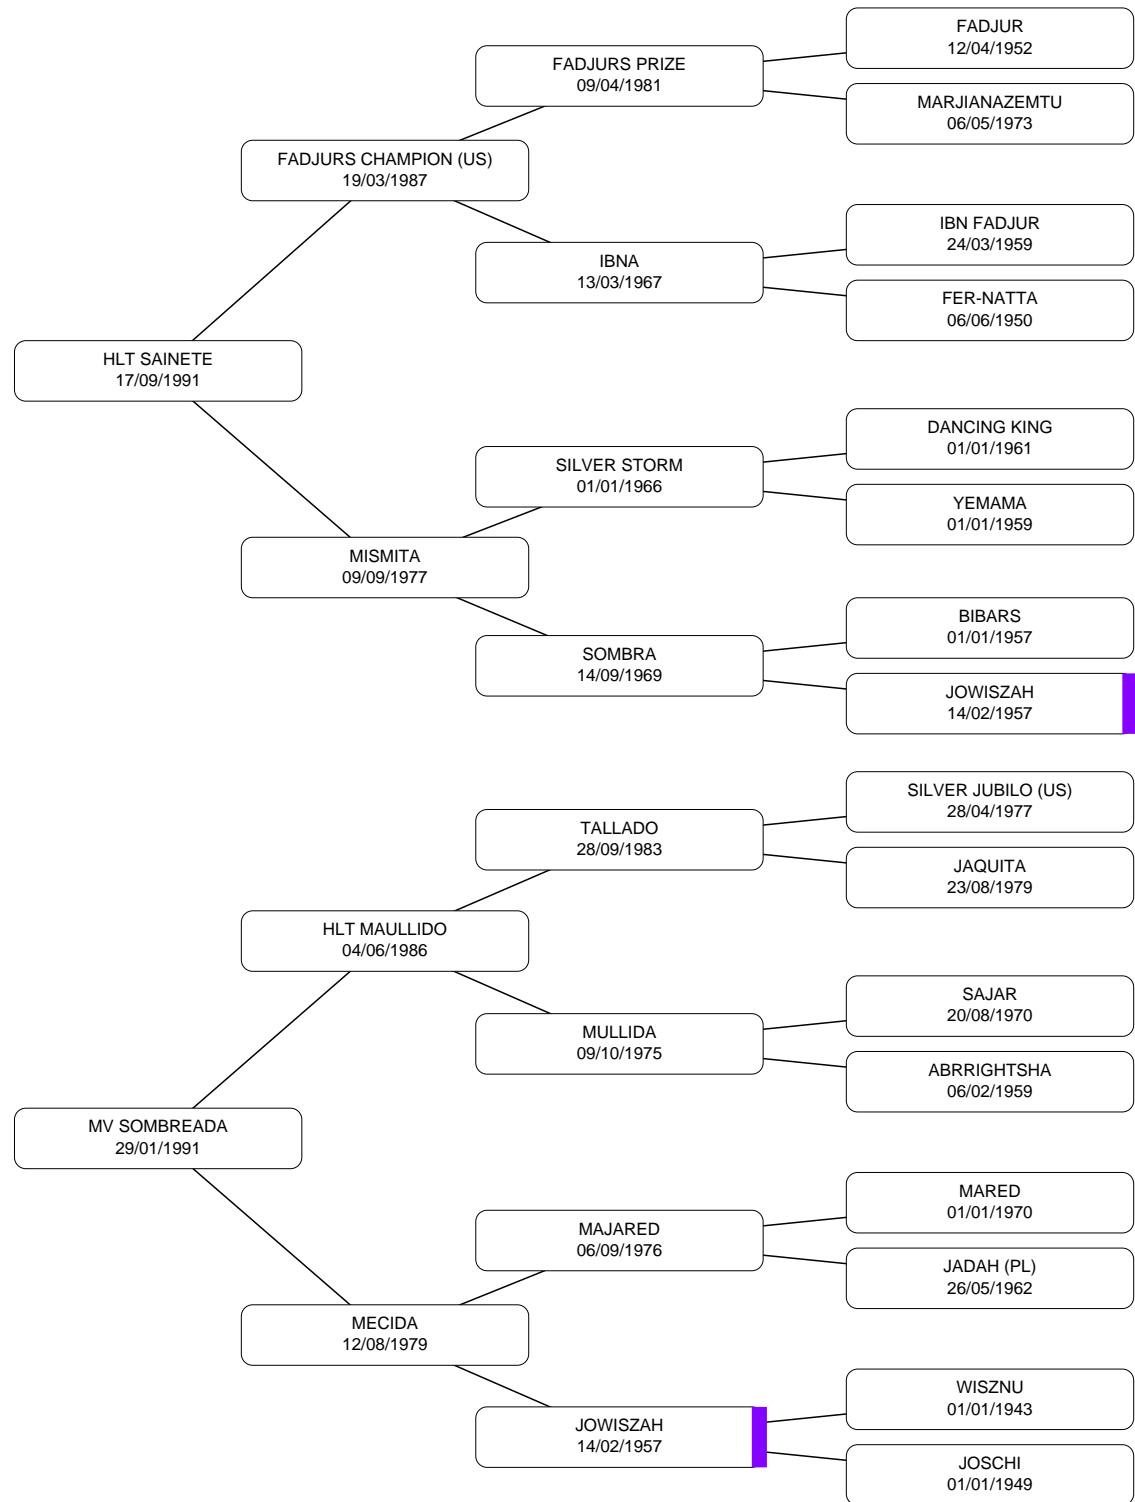 FADJUR
12/04/1952
FADJURS PRIZE
09/04/1981
MARJIANAZEMTU
06/05/1973
FADJURS CHAMPION (US)
19/03/1987
IBN FADJUR
24/03/1959
IBNA
13/03/1967
FER-NATTA
06/06/1950
HLT SAINETE
17/09/1991
DANCING KING
01/01/1961
SILVER STORM
01/01/1966
YEMAMA
01/01/1959
MISMITA
09/09/1977
BIBARS
01/01/1957
SOMBRA
14/09/1969
JOWISZAH
14/02/1957
SILVER JUBILO (US)
28/04/1977
TALLADO
28/09/1983
JAQUITA
23/08/1979
HLT MAULLIDO
04/06/1986
SAJAR
20/08/1970
MULLIDA
09/10/1975
ABRRIGHTSHA
06/02/1959
MV SOMBREADA
29/01/1991
MARED
01/01/1970
MAJARED
06/09/1976
JADAH (PL)
26/05/1962
MECIDA
12/08/1979
WISZNU
01/01/1943
JOWISZAH
14/02/1957
JOSCHI
01/01/1949